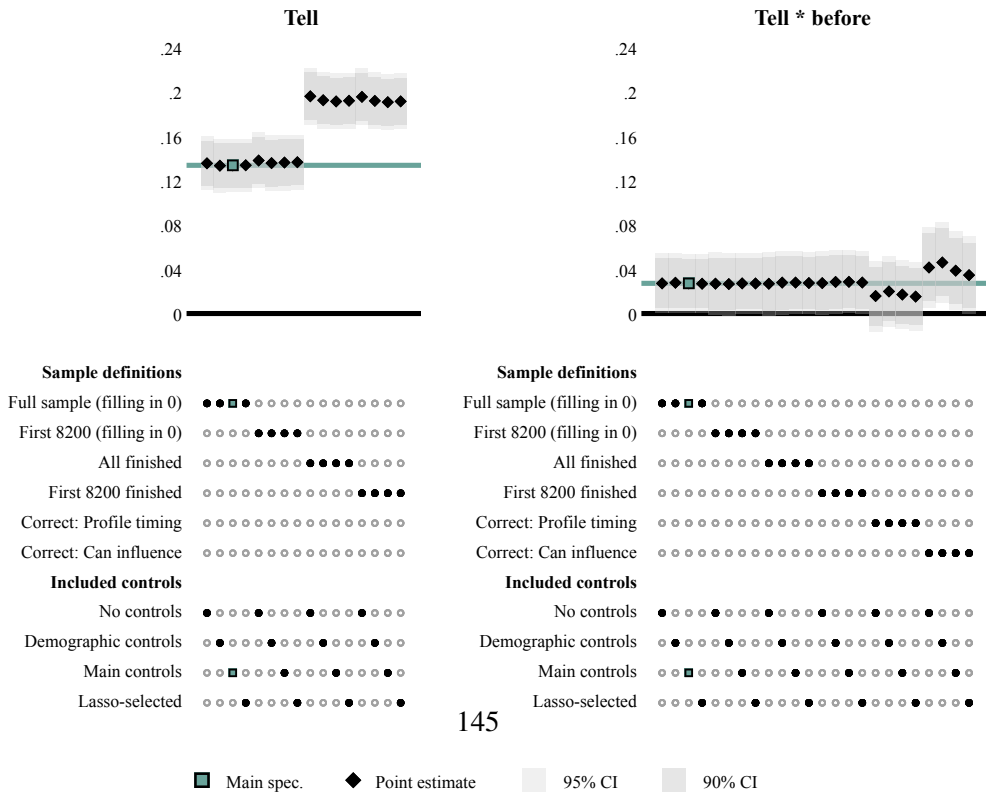 Tell
.24
.2
.16
.12
.08
.04
0
Sample definitions
Full sample (filling in 0)
First 8200 (filling in 0)
All finished
First 8200 finished
Correct: Profile timing
Correct: Can influence
Included controls
No controls
Demographic controls
Main controls
Lasso-selected
Tell * before
.24
.2
.16
.12
.08
.04
0
Sample definitions
Full sample (filling in 0)
First 8200 (filling in 0)
All finished
First 8200 finished
Correct: Profile timing
Correct: Can influence
Included controls
No controls
Demographic controls
Main controls
Lasso-selected
145
Main spec. Point estimate 95% CI 90% CI